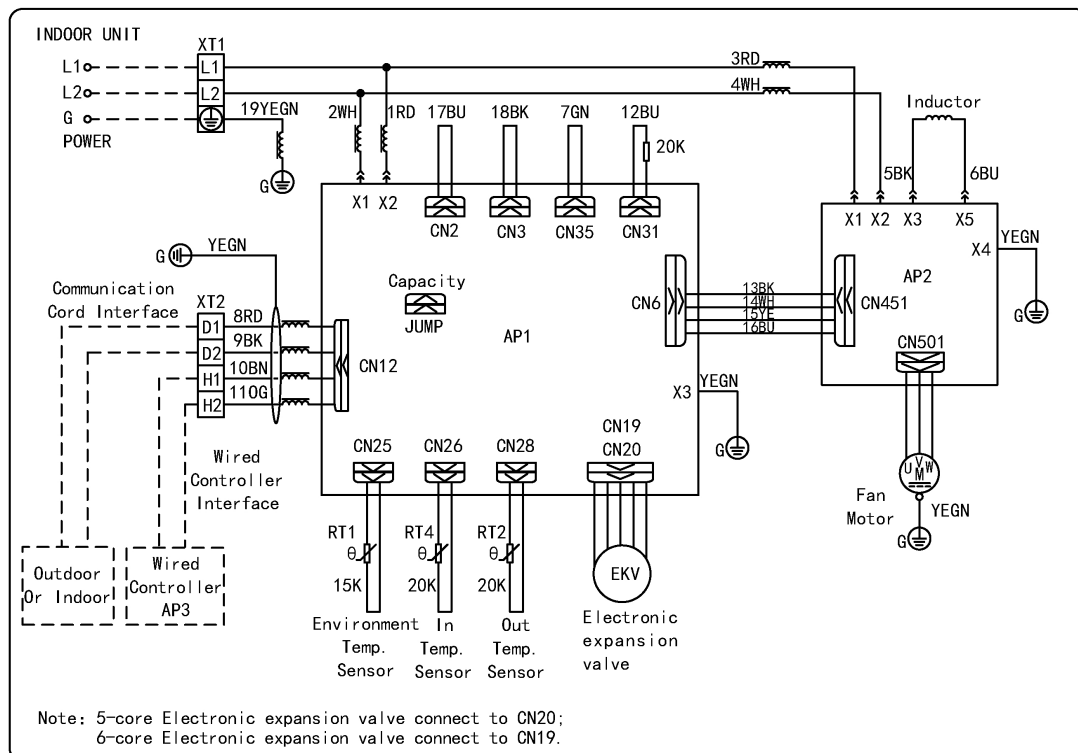 INDOOR UNIT
XT1
L1
L1
3RD
L2
L2
4WH
G
19YEGN
POWER
2WH
1RD
17BU
18BK
7GN
12BU
20K
Inductor
5BK
6BU
G
X1
X2
CN2
CN3
CN35
CN31
X1
X2
X3
X5
X4
YEGN
AP2
G
YEGN
G
Communication
Cord Interface
XT2
D1
8RD
D2
9BK
H1
10BN
H2
11OG
CN12
Capacity
JUMP
AP1
CN6
13BK
14WH
15YE
16BU
CN451
CN501
X3
YEGN
G
Wired
Controller
Interface
CN25
CN26
CN28
CN19
CN20
U
V
W
M
Fan
Motor
YEGN
G
Outdoor
Or Indoor
Wired
Controller
AP3
RT1
θ
15K
RT4
θ
20K
RT2
θ
20K
EKV
Environment
Temp.
Sensor
In
Temp.
Sensor
Out
Temp.
Sensor
Electronic
expansion
valve
Note: 5-core Electronic expansion valve connect to CN20;
6-core Electronic expansion valve connect to CN19.